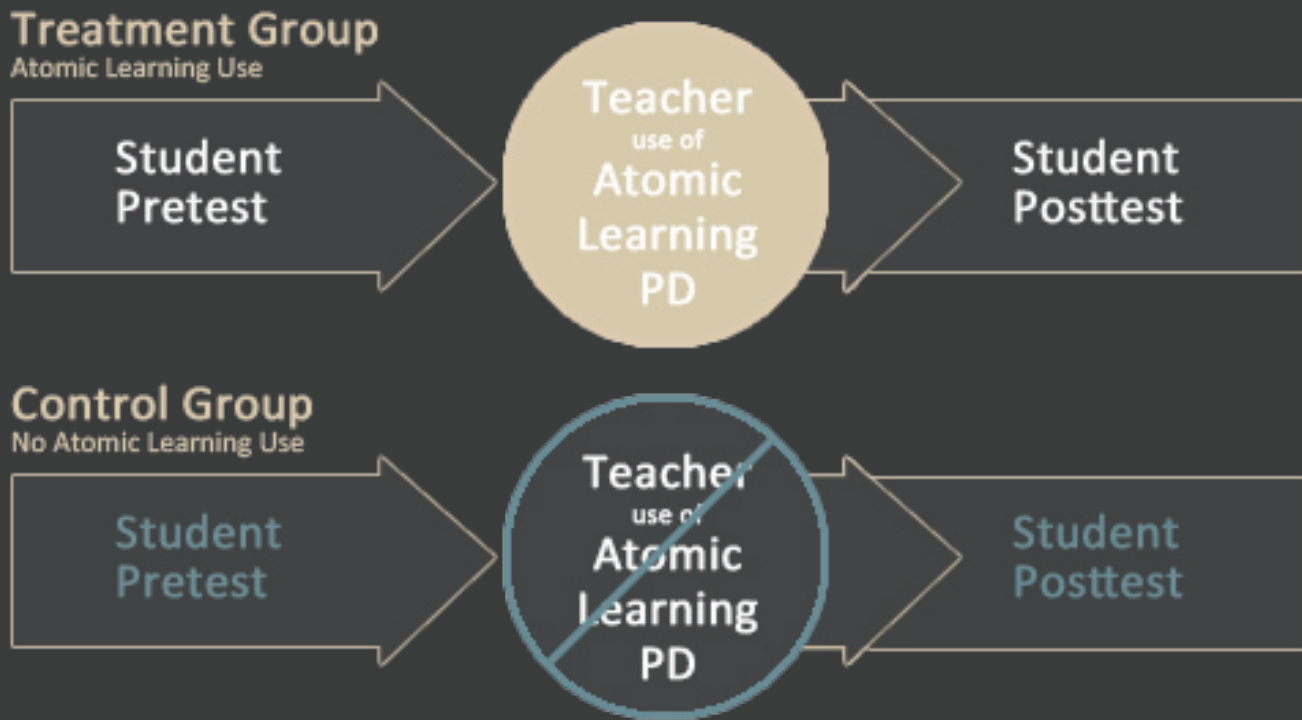 Treatment Group
Atomic Learning Use
Student
Pretest
Teacher
use of
Atomic
Learning
PD
Student
Posttest
Control Group
No Atomic Learning Use
Student
Pretest
Teacher
use of
Atomic
Learning
PD
Student
Posttest